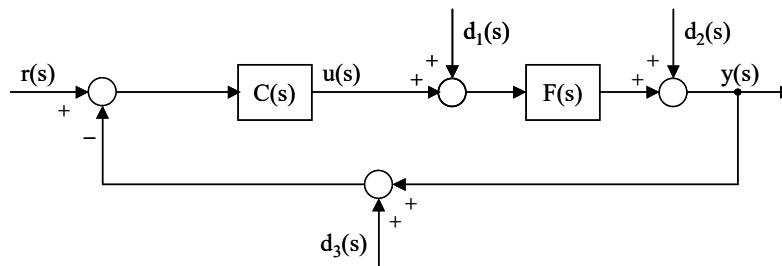 d1(s)
d2(s)
r(s)
u(s)
y(s)
+
+
+
+
+
+
C(s)
F(s)
−
+
+
d3(s)